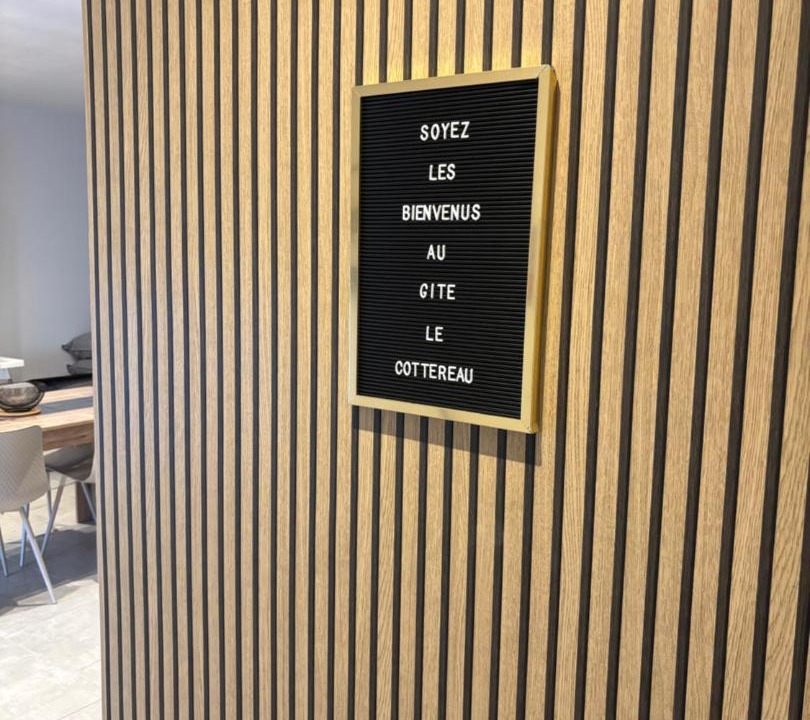 SOYEZ
LES
BIENVENUS
AU
GITE
LE
COTTEREAU